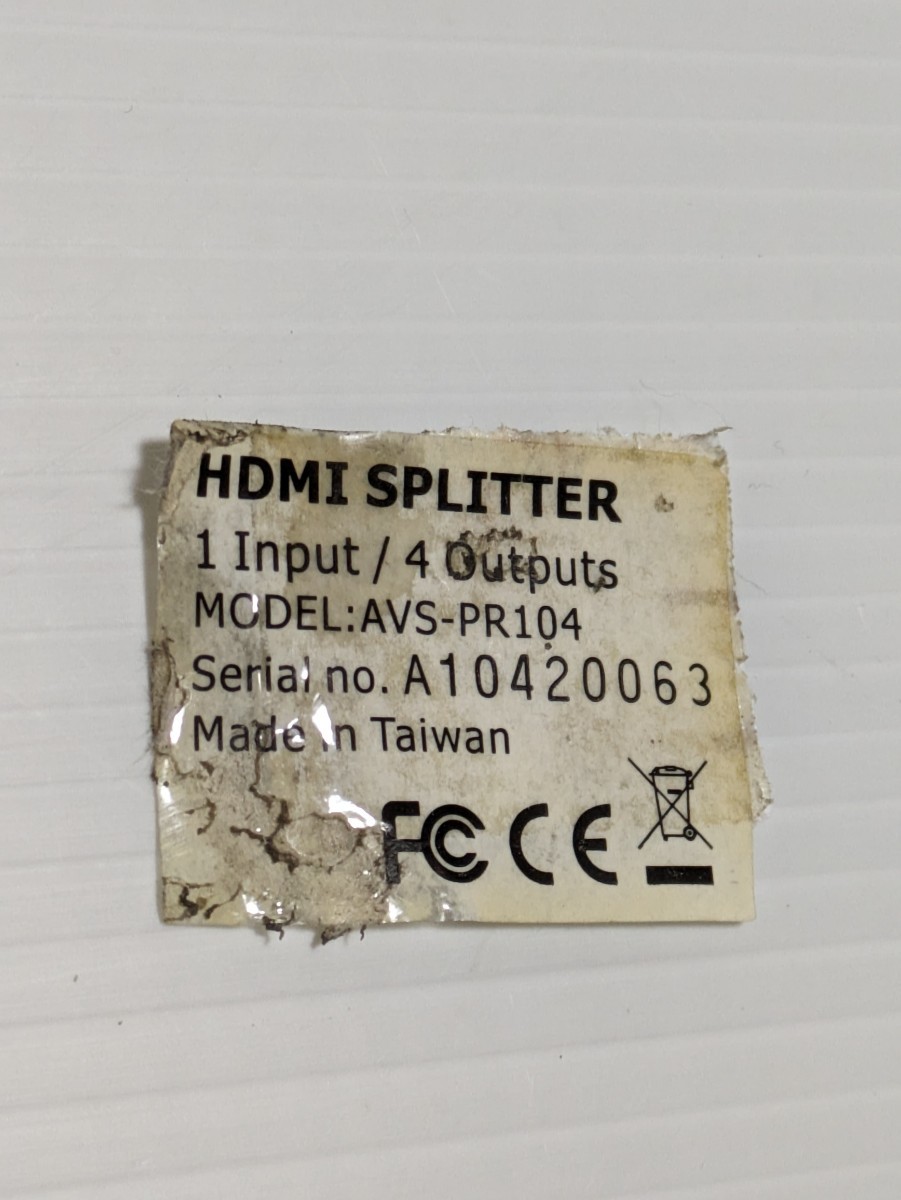 HDMI SPLITTER
1 Input / 4 Outputs
MODEL:AVS-PR104
Serial no. A10420063
Made in Taiwan
FC CE